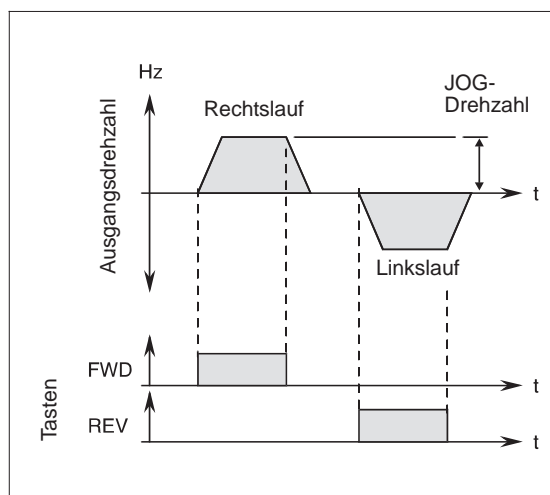 Hz
JOG-
Drehzahl
Rechtslauf
Ausgangsdrehzahl
t
Linkslauf
Tasten
FWD
t
REV
t